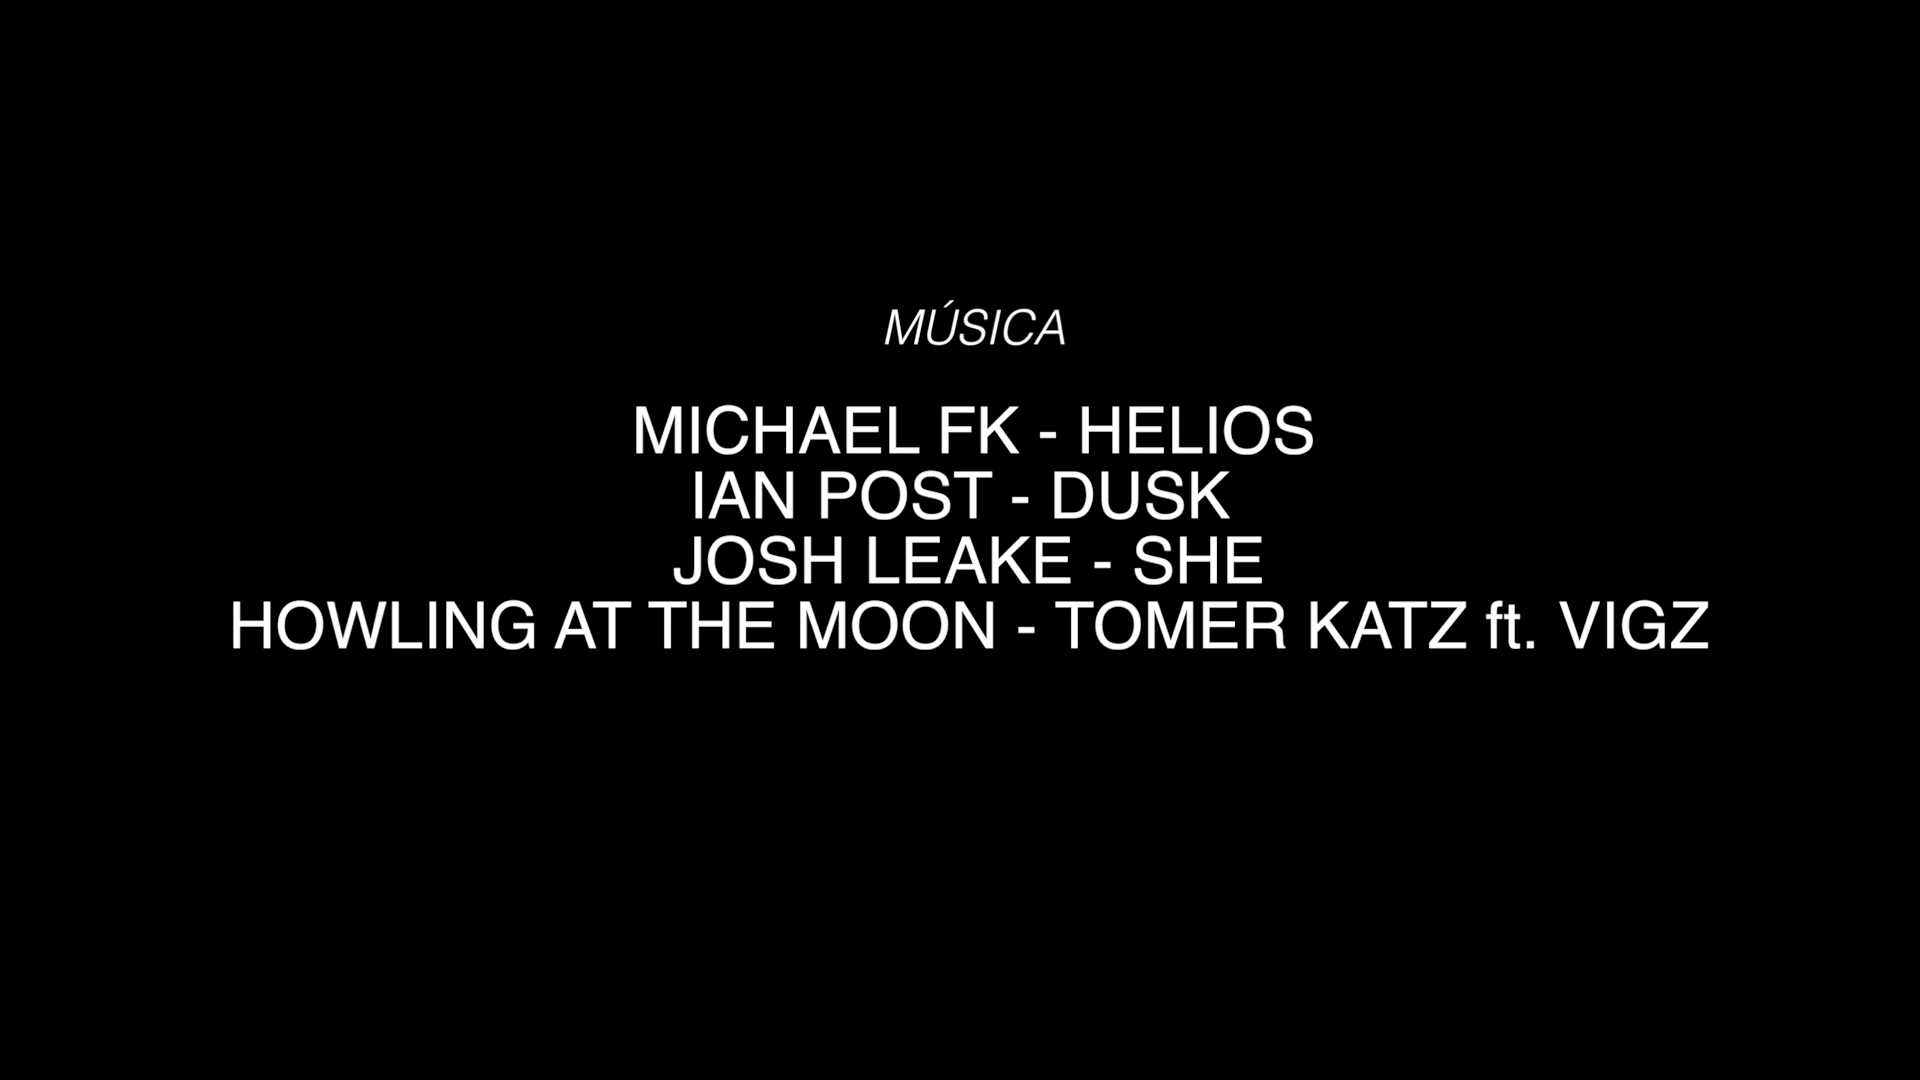 MÚSICA
MICHAEL FK - HELIOS
IAN POST - DUSK
JOSH LEAKE - SHE
HOWLING AT THE MOON - TOMER KATZ ft. VIGZ